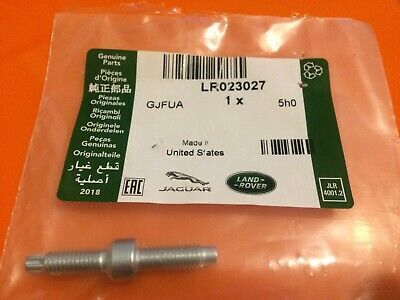 Genuine
Parts
Pièces
d'Origine
純正部品
Piezas
Originales
Ricambi
Originali
Originele
Onderdelen
Peças
Genuínas
Originalteile
قطع غيار
أصلية
2018
LR023027
1 x
GJFUA
5h0
Made
United States
EAC
JAGUAR
LAND-
ROVER
JLR
4001.2